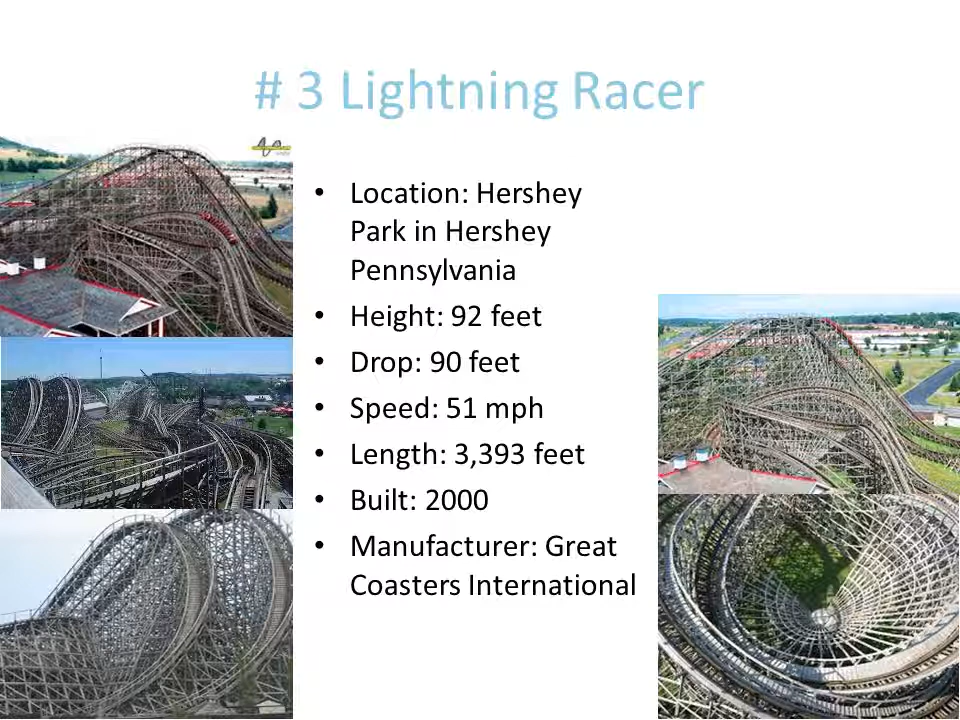 # 3 Lightning Racer
• Location: Hershey
Park in Hershey
Pennsylvania
• Height: 92 feet
• Drop: 90 feet
• Speed: 51 mph
• Length: 3,393 feet
• Built: 2000
• Manufacturer: Great
Coasters International